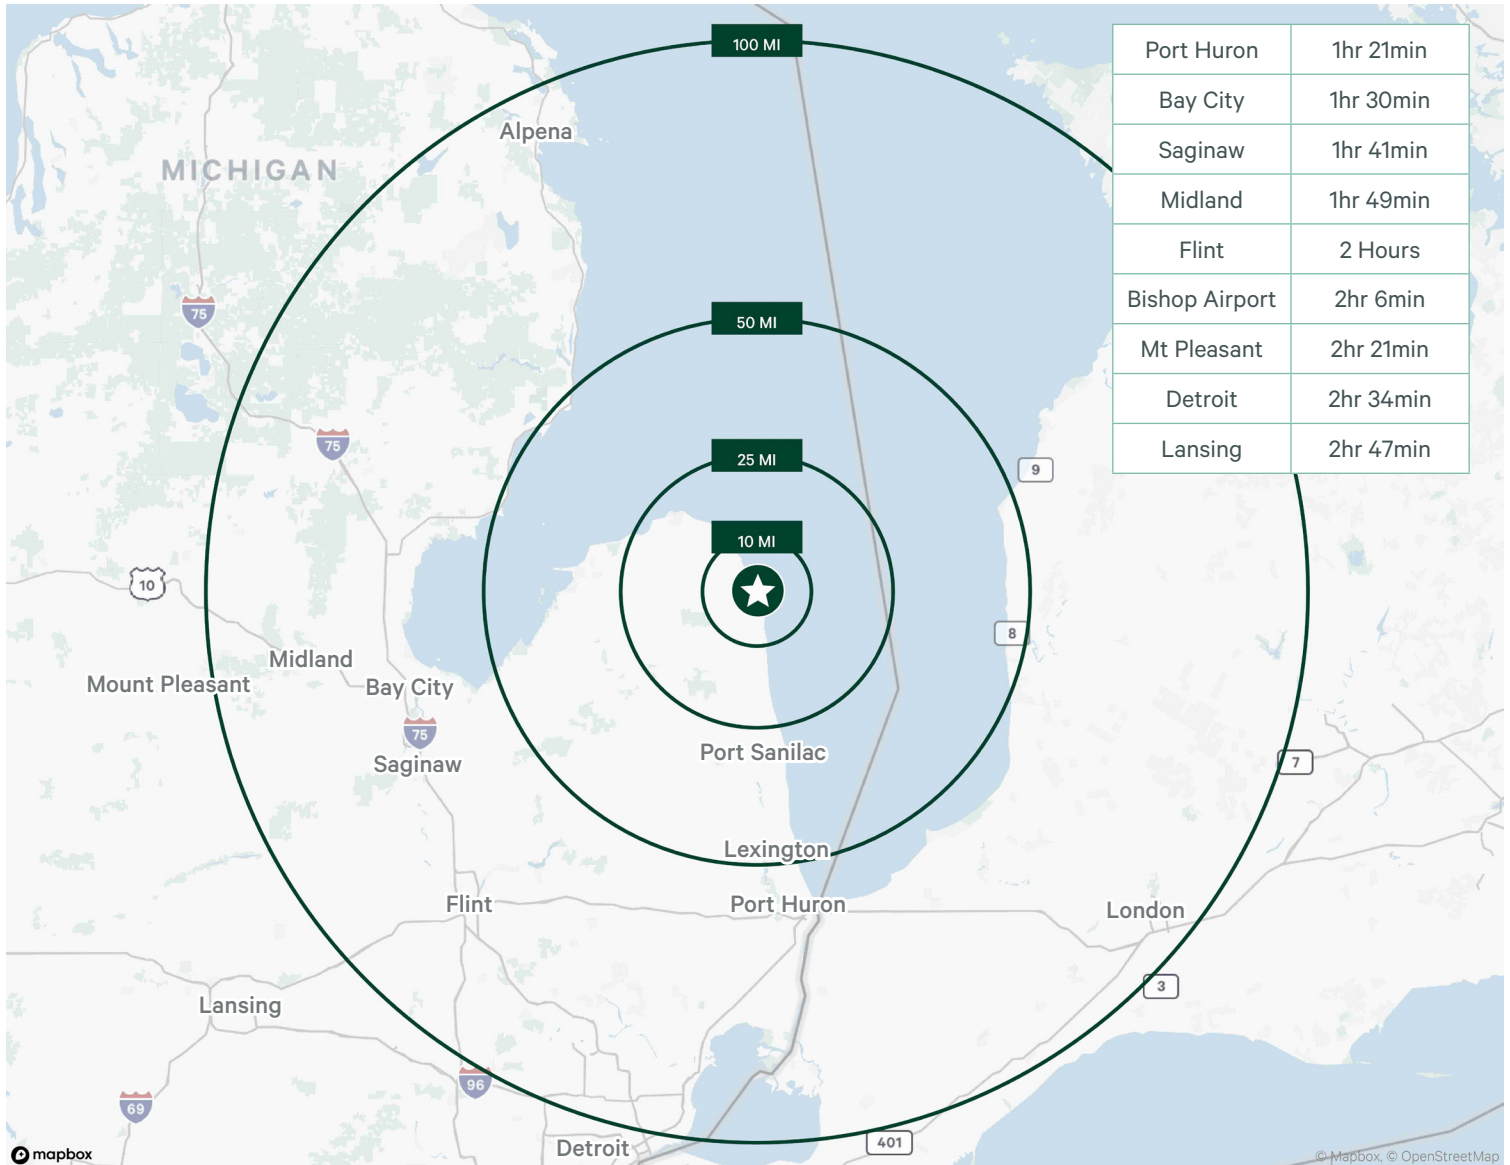 100 MI
Port Huron 1hr 21min
Bay City 1hr 30min
Saginaw 1hr 41min
Midland 1hr 49min
Flint 2 Hours
Bishop Airport 2hr 6min
Mt Pleasant 2hr 21min
Detroit 2hr 34min
Lansing 2hr 47min
Alpena
MICHIGAN
75
50 MI
75
25 MI
9
10 MI
10
8
Midland
Mount Pleasant
Bay City
75
Port Sanilac
Saginaw
7
Lexington
Flint
Port Huron
London
3
Lansing
96
69
401
Detroit
mapbox
© Mapbox, © OpenStreetMap